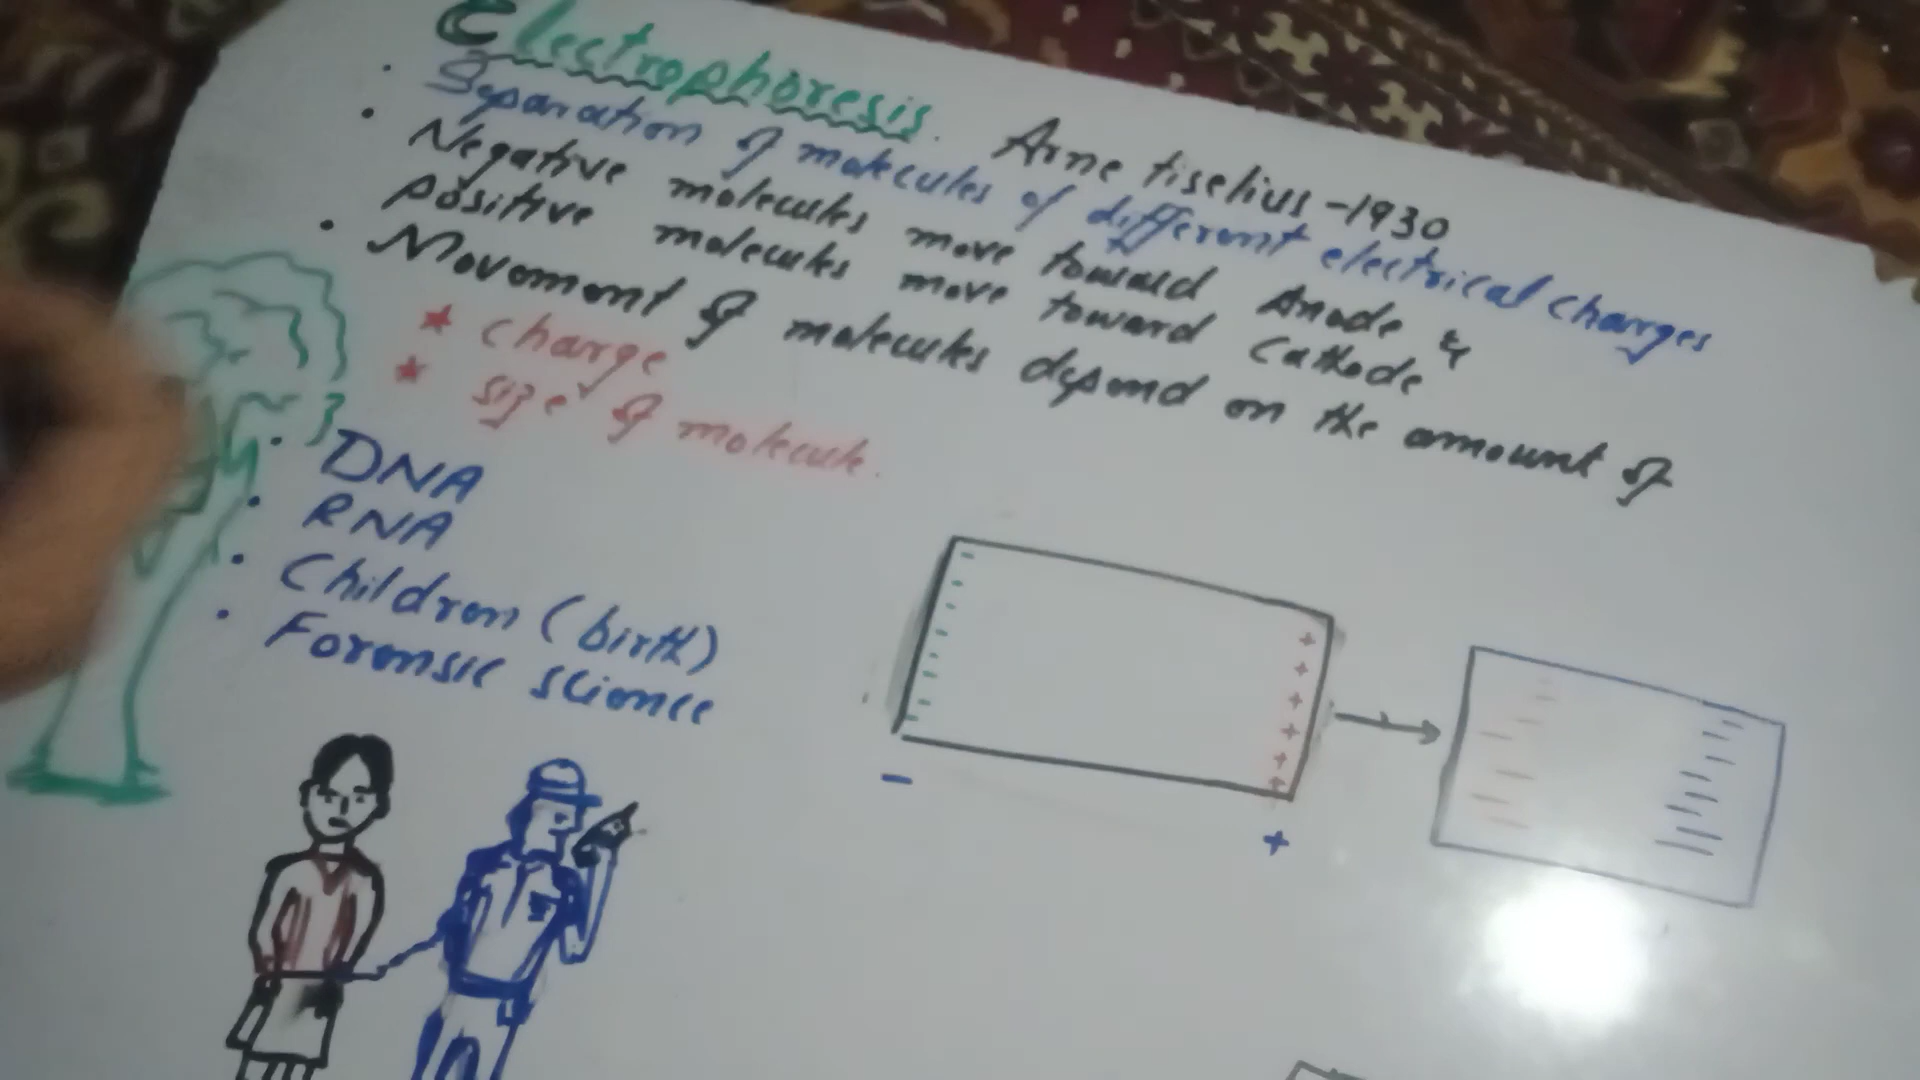 Electrophoresis. Arne tiselius-1930
• Separation of molecules of different electrical charges
• Negative molecules move toward Anode &
positive molecules move toward Cathode
• Movement of molecules depend on the amount of
* charge
* size of molecule.
• DNA
• RNA
• Children (birth)
• Forensic science
- +